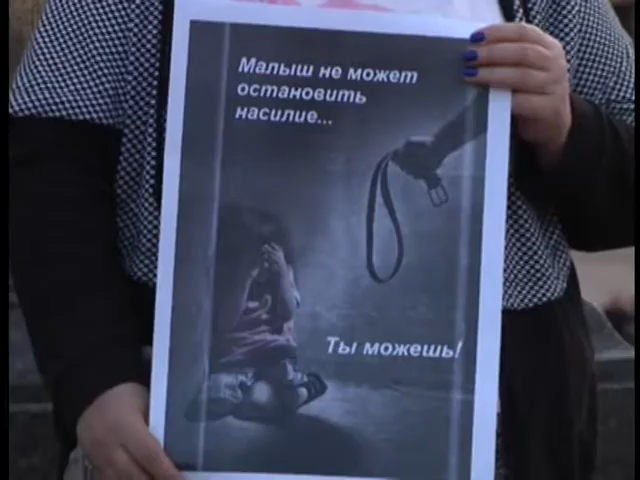 Малыш не может
остановить
насилие...
Ты можешь!